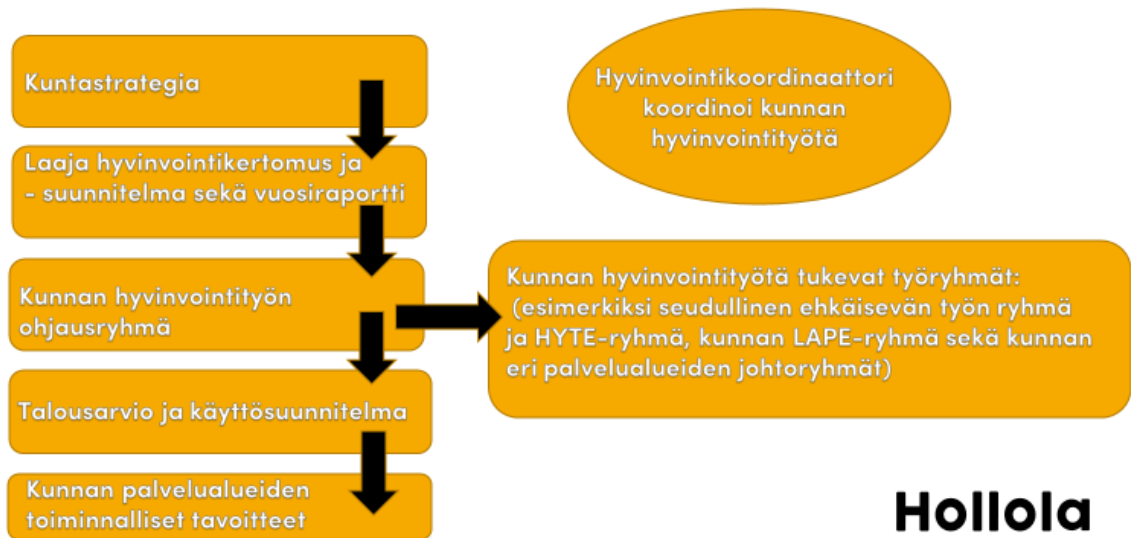 Kuntastrategia
Laaja hyvinvointikertomus ja
- suunnitelma sekä vuosiraportti
Kunnan hyvinvointityön
ohjausryhmä
Talousarvio ja käyttösuunnitelma
Kunnan palvelualueiden
toiminnalliset tavoitteet
Hyvinvointikoordinaattori
koordinoi kunnan
hyvinvointityötä
Kunnan hyvinvointityötä tukevat työryhmät:
(esimerkiksi seudullinen ehkäisevän työn ryhmä
ja HYTE-ryhmä, kunnan LAPE-ryhmä sekä kunnan
eri palvelualueiden johtoryhmät)
Hollola